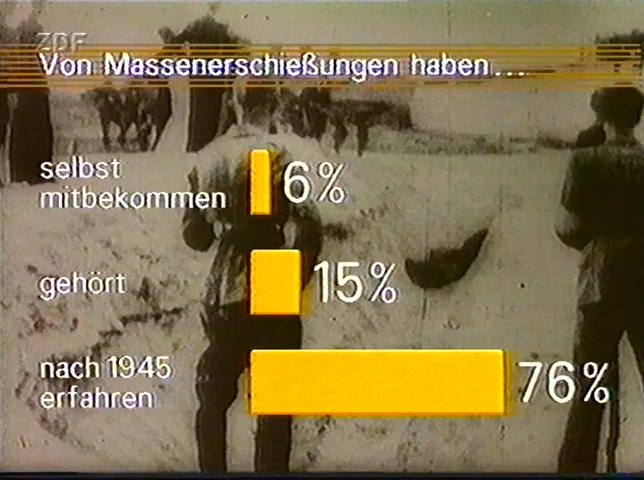 ZDF
Von Massenerschießungen haben...
selbst
mitbekommen
6%
gehört
15%
nach 1945
erfahren
76%